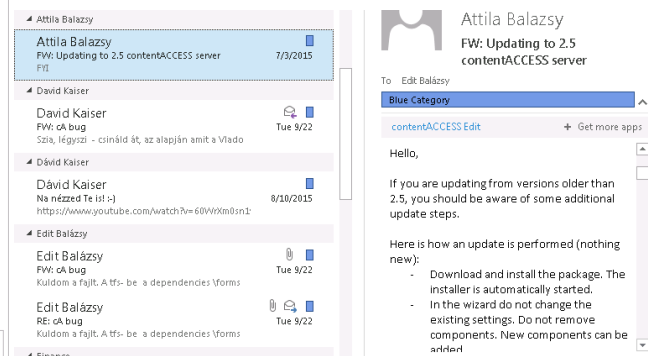 Attila Balazsy
Attila Balazsy
FW: Updating to 2.5 contentACCESS server 7/3/2015
FYI
David Kaiser
David Kaiser
FW: cA bug Tue 9/22
Szia, légyszi - csináld át, az alapján amit a Vlado
Dávid Kaiser
Dávid Kaiser
Na nézzed Te is! :-) 8/10/2015
https://www.youtube.com/watch?v=60VVrXm0sn1
Edit Balázsy
Edit Balázsy
FW: cA bug Tue 9/22
Kuldom a fajlt. A tfs- be a dependencies \forms
Edit Balázsy
RE: cA bug Tue 9/22
Kuldom a fajlt. A tfs- be a dependencies \forms
Finance
Attila Balazsy
FW: Updating to 2.5
contentACCESS server
To Edit Balázsy
Blue Category
contentACCESS Edit + Get more apps
Hello,
If you are updating from versions older than
2.5, you should be aware of some additional
update steps.
Here is how an update is performed (nothing
new):
- Download and install the package. The
installer is automatically started.
- In the wizard do not change the
existing settings. Do not remove
components. New components can be
added